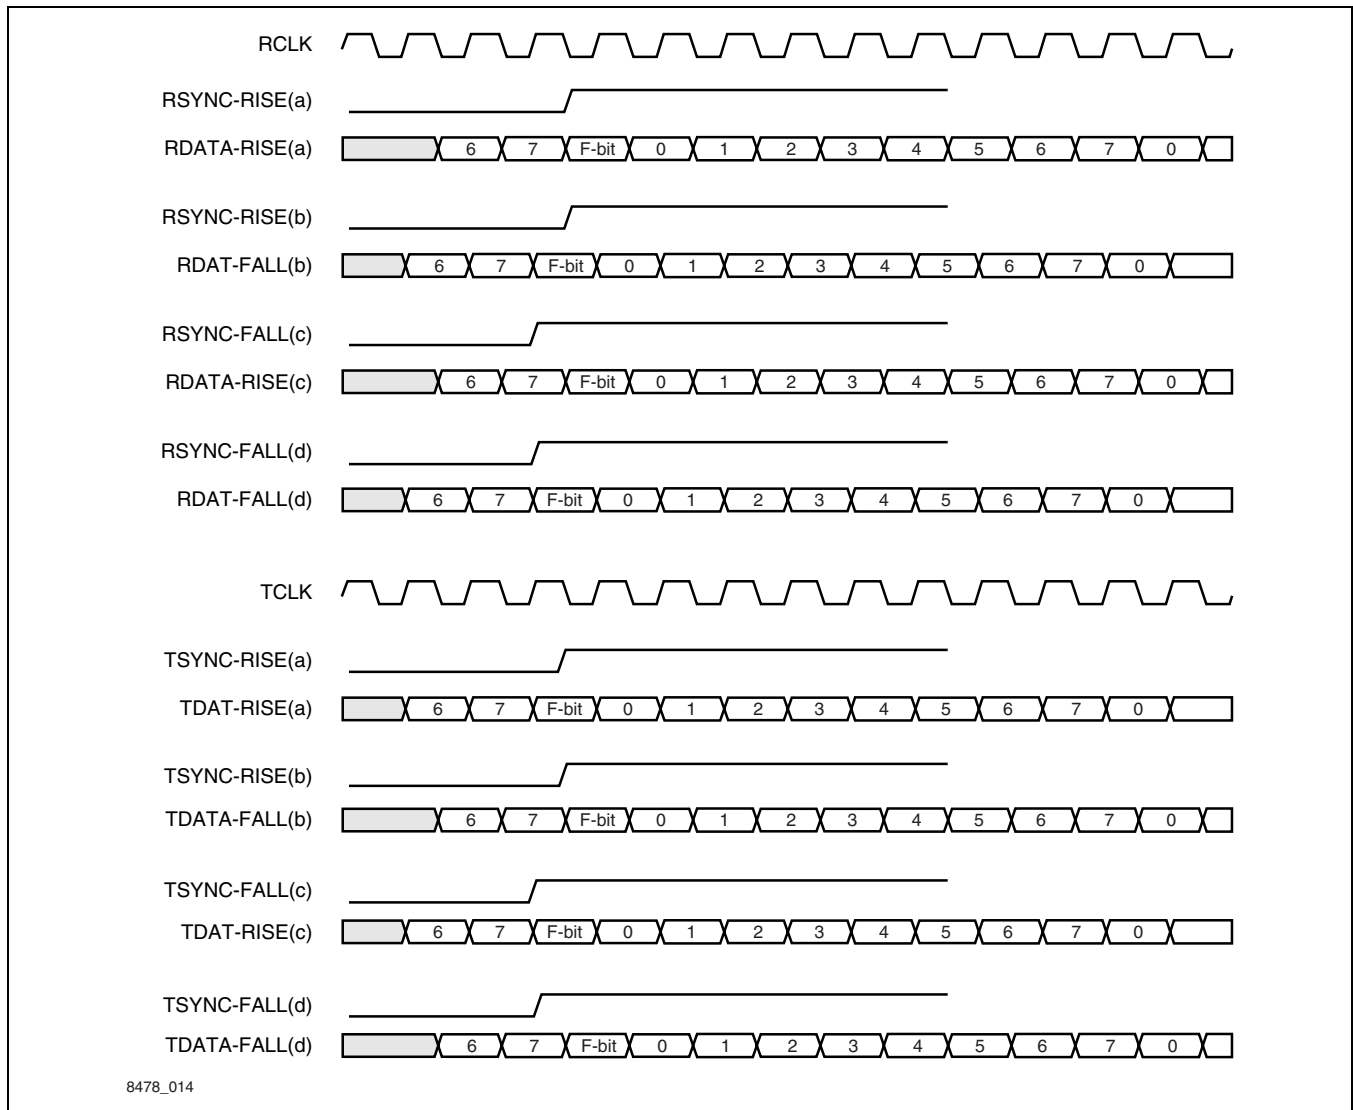 RCLK
RSYNC-RISE(a)
RDATA-RISE(a) 6 7 F-bit 0 1 2 3 4 5 6 7 0
RSYNC-RISE(b)
RDAT-FALL(b) 6 7 F-bit 0 1 2 3 4 5 6 7 0
RSYNC-FALL(c)
RDATA-RISE(c) 6 7 F-bit 0 1 2 3 4 5 6 7 0
RSYNC-FALL(d)
RDAT-FALL(d) 6 7 F-bit 0 1 2 3 4 5 6 7 0
TCLK
TSYNC-RISE(a)
TDAT-RISE(a) 6 7 F-bit 0 1 2 3 4 5 6 7 0
TSYNC-RISE(b)
TDATA-FALL(b) 6 7 F-bit 0 1 2 3 4 5 6 7 0
TSYNC-FALL(c)
TDAT-RISE(c) 6 7 F-bit 0 1 2 3 4 5 6 7 0
TSYNC-FALL(d)
TDATA-FALL(d) 6 7 F-bit 0 1 2 3 4 5 6 7 0
8478_014